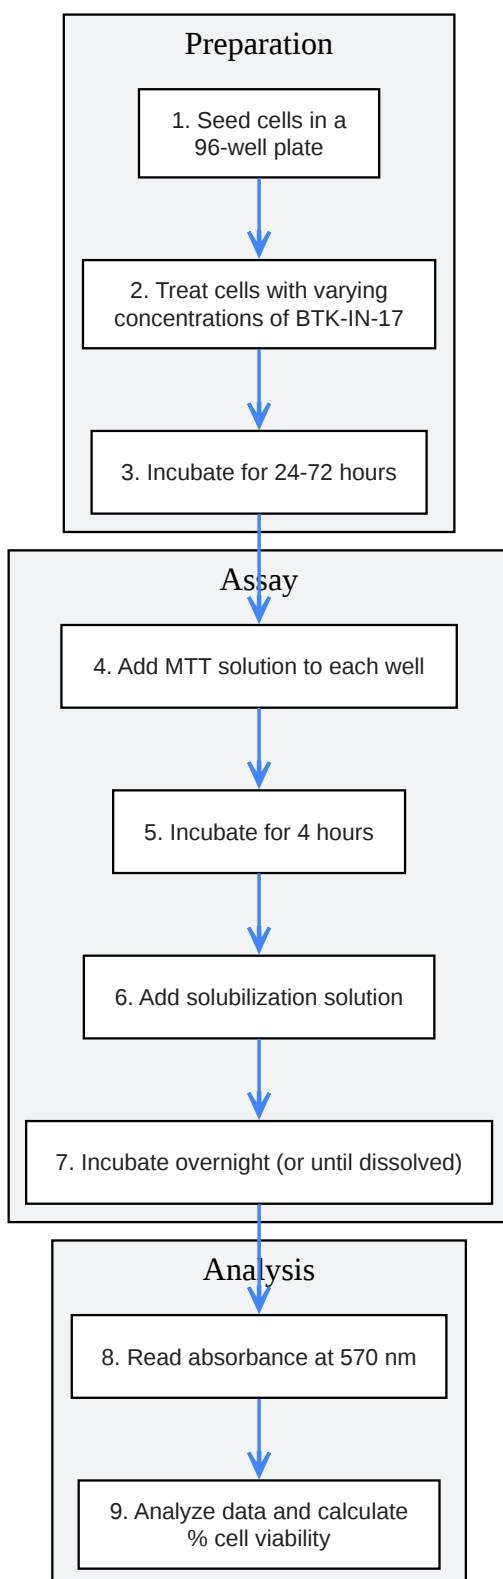 Preparation
1. Seed cells in a
96-well plate
2. Treat cells with varying
concentrations of BTK-IN-17
3. Incubate for 24-72 hours
Assay
4. Add MTT solution to each well
5. Incubate for 4 hours
6. Add solubilization solution
7. Incubate overnight (or until dissolved)
Analysis
8. Read absorbance at 570 nm
9. Analyze data and calculate
% cell viability